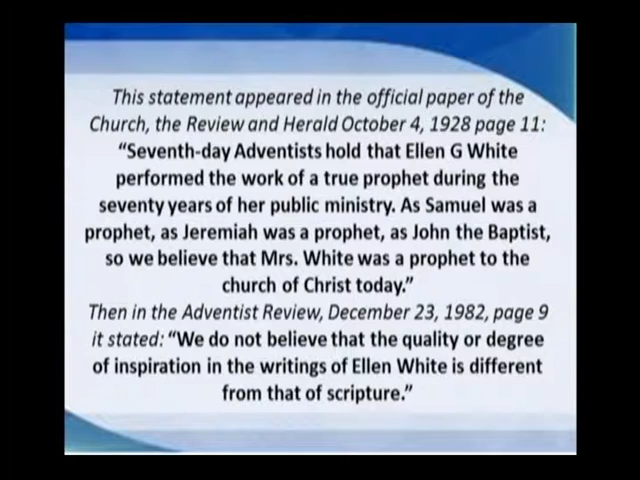 This statement appeared in the official paper of the
Church, the Review and Herald October 4, 1928 page 11:
“Seventh-day Adventists hold that Ellen G White
performed the work of a true prophet during the
seventy years of her public ministry. As Samuel was a
prophet, as Jeremiah was a prophet, as John the Baptist,
so we believe that Mrs. White was a prophet to the
church of Christ today.”
Then in the Adventist Review, December 23, 1982, page 9
it stated: “We do not believe that the quality or degree
of inspiration in the writings of Ellen White is different
from that of scripture.”